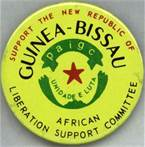 SUPPORT THE NEW REPUBLIC OF
GUINEA-BISSAU
paigc
UNIDADE E LUTA
AFRICAN
LIBERATION SUPPORT COMMITTEE